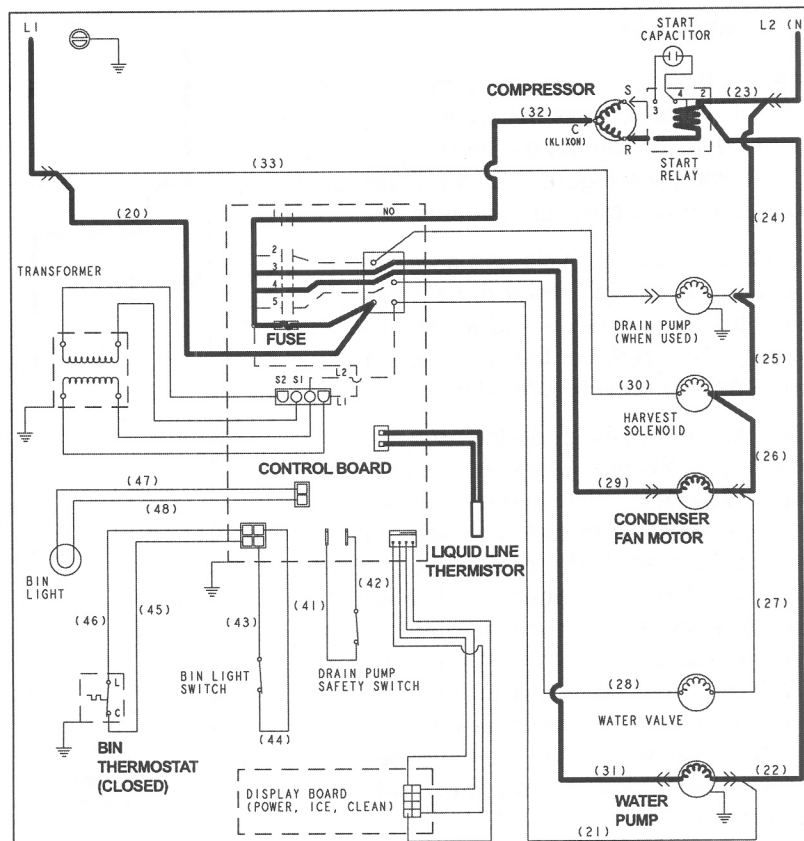 L1
START
CAPACITOR
L2 (N
COMPRESSOR
S
4
2
(23)
3
(32)
C
(KLIXON)
R
START
RELAY
(33)
(20)
NO
(24)
2
3
4
5
TRANSFORMER
FUSE
DRAIN PUMP
(WHEN USED)
(25)
L2
S2 S1
L1
(30)
HARVEST
SOLENOID
(26)
CONTROL BOARD
(47)
(48)
(29)
CONDENSER
FAN MOTOR
LIQUID LINE
THERMISTOR
BIN
LIGHT
(46)
(45)
(43)
(41)
(42)
(27)
BIN LIGHT
SWITCH
DRAIN PUMP
SAFETY SWITCH
(28)
WATER VALVE
L
C
(44)
BIN
THERMOSTAT
(CLOSED)
DISPLAY BOARD
(POWER, ICE, CLEAN)
(31)
(22)
WATER
PUMP
(21)